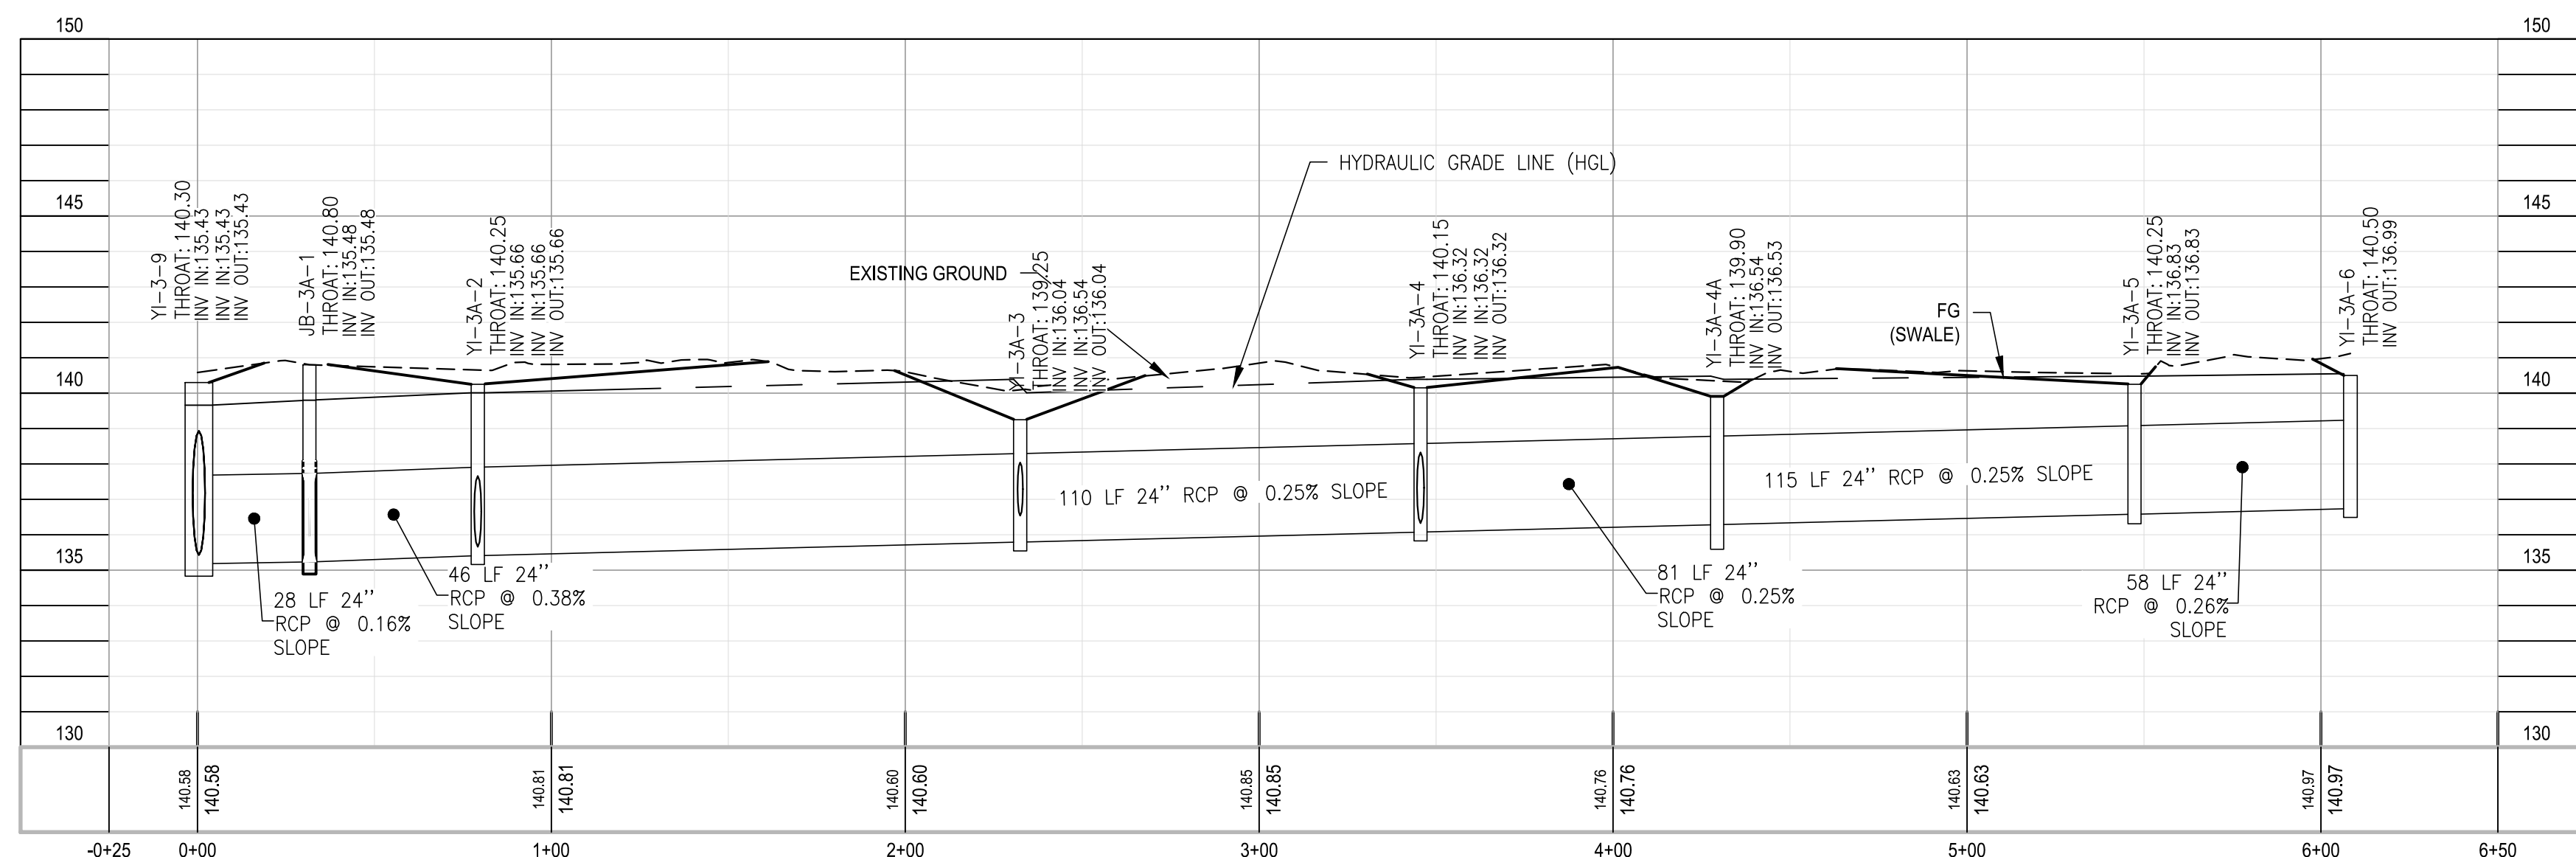 150
150
HYDRAULIC GRADE LINE (HGL)
145
145
YI-3-9
THROAT: 140.30
INV IN:135.43
INV IN:135.43
INV OUT:135.43
JB-3A-1
THROAT: 140.80
INV IN:135.48
INV OUT:135.48
YI-3A-2
THROAT: 140.25
INV IN:135.66
INV IN:135.66
INV OUT:135.66
EXISTING GROUND
YI-3A-3
THROAT: 139.25
INV IN:136.04
INV IN:136.54
INV OUT:136.04
YI-3A-4
THROAT: 140.15
INV IN:136.32
INV IN:136.32
INV OUT:136.32
YI-3A-4A
THROAT: 139.90
INV IN:136.54
INV OUT:136.53
FG
(SWALE)
YI-3A-5
THROAT: 140.25
INV IN:136.83
INV OUT:136.83
YI-3A-6
THROAT: 140.50
INV OUT:136.99
140
140
110 LF 24'' RCP @ 0.25% SLOPE
115 LF 24'' RCP @ 0.25% SLOPE
135
135
28 LF 24''
RCP @ 0.16%
SLOPE
46 LF 24''
RCP @ 0.38%
SLOPE
81 LF 24''
RCP @ 0.25%
SLOPE
58 LF 24''
RCP @ 0.26%
SLOPE
130
130
140.58
140.58
140.81
140.81
140.60
140.60
140.85
140.85
140.76
140.76
140.63
140.63
140.97
140.97
-0+25 0+00 1+00 2+00 3+00 4+00 5+00 6+00 6+50